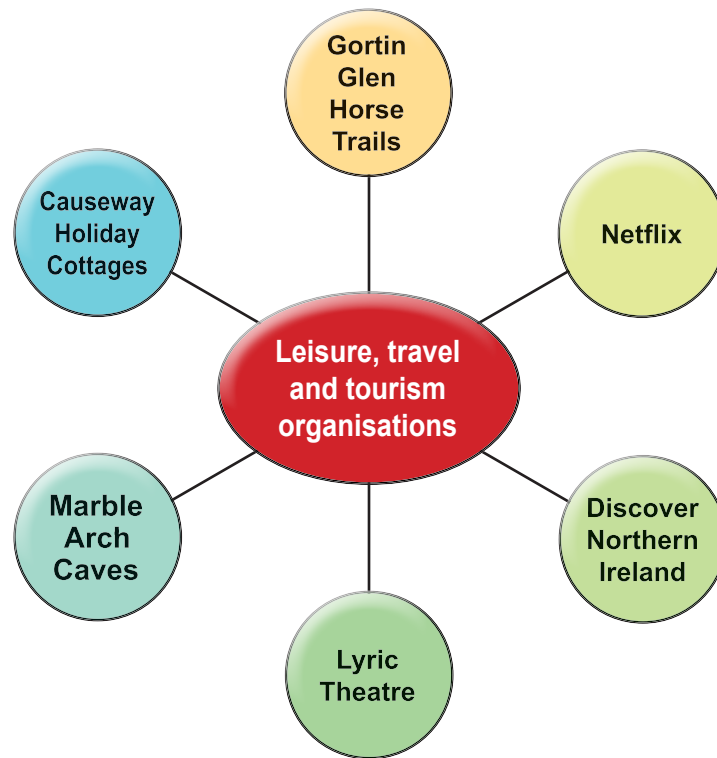 Gortin
Glen
Horse
Trails
Causeway
Holiday
Cottages
Netflix
Leisure, travel
and tourism
organisations
Marble
Arch
Caves
Discover
Northern
Ireland
Lyric
Theatre